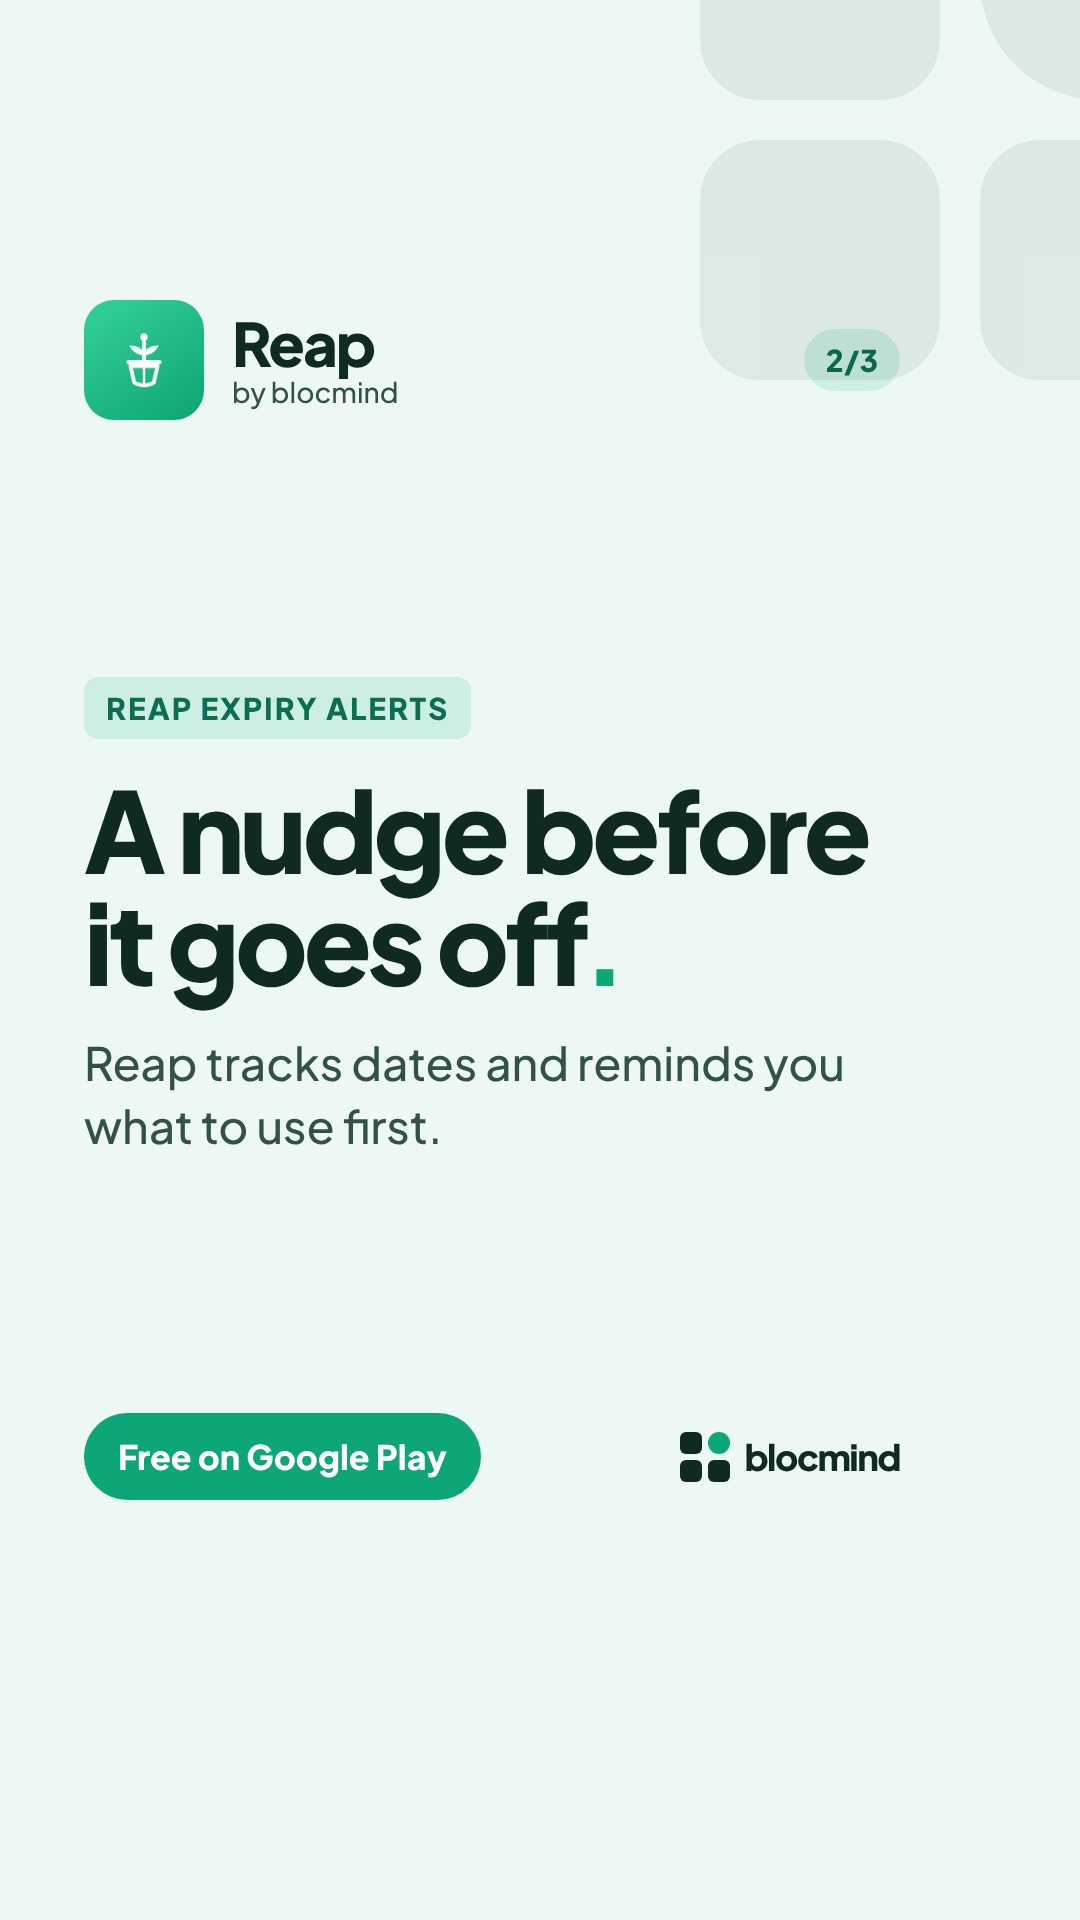 Reap
by blocmind
2/3
REAP EXPIRY ALERTS
A nudge before
it goes off.
Reap tracks dates and reminds you
what to use first.
Free on Google Play
blocmind